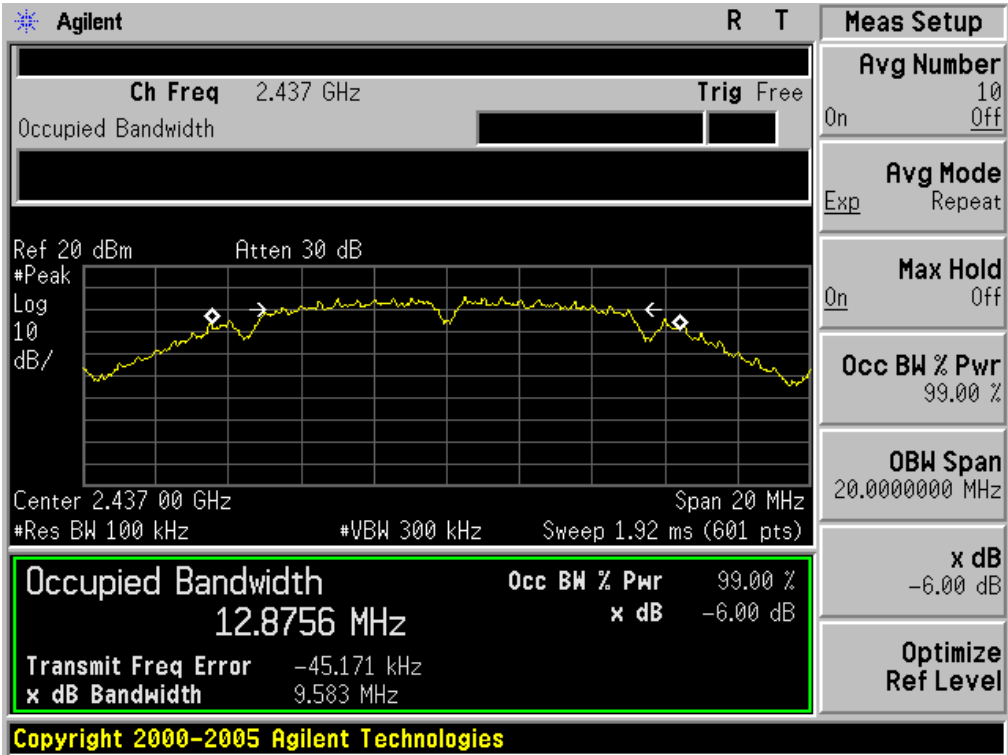 Agilent R T
Meas Setup
Ch Freq 2.437 GHz Trig Free
Occupied Bandwidth
Avg Number
10
On Off
Avg Mode
Exp Repeat
Max Hold
On Off
Occ BW % Pwr
99.00 %
OBW Span
20.0000000 MHz
x dB
-6.00 dB
Optimize
Ref Level
Ref 20 dBm Atten 30 dB
#Peak
Log
10
dB/
Center 2.437 00 GHz Span 20 MHz
#Res BW 100 kHz #VBW 300 kHz Sweep 1.92 ms (601 pts)
Occupied Bandwidth Occ BW % Pwr 99.00 %
12.8756 MHz x dB -6.00 dB
Transmit Freq Error -45.171 kHz
x dB Bandwidth 9.583 MHz
Copyright 2000-2005 Agilent Technologies